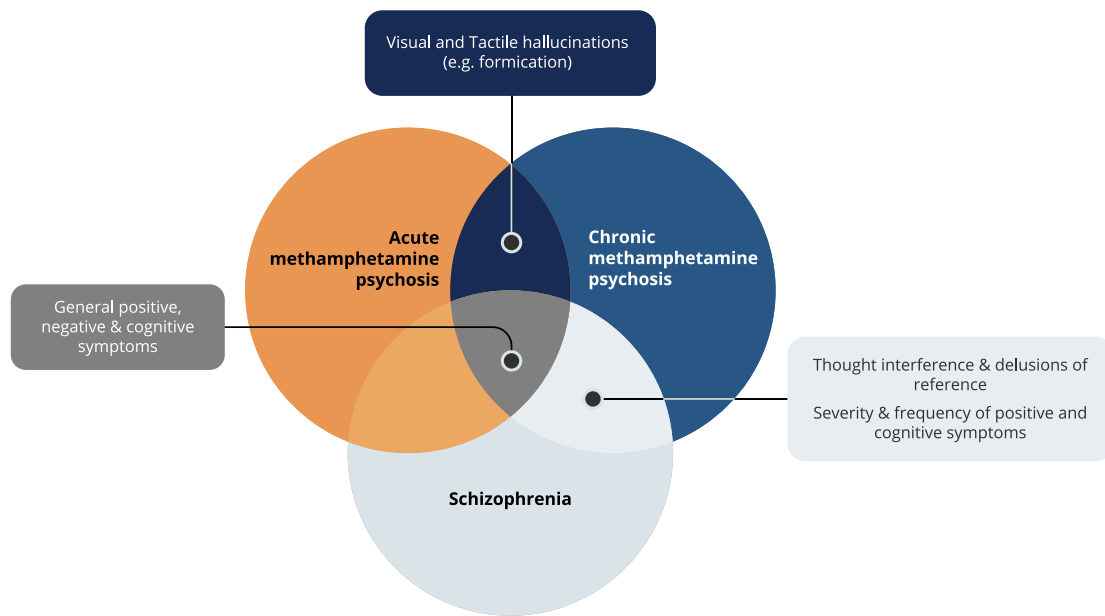 Visual and Tactile hallucinations
(e.g. formication)
Acute
methamphetamine
psychosis
Chronic
methamphetamine
psychosis
General positive,
negative & cognitive
symptoms
Thought interference & delusions of
reference
Severity & frequency of positive and
cognitive symptoms
Schizophrenia